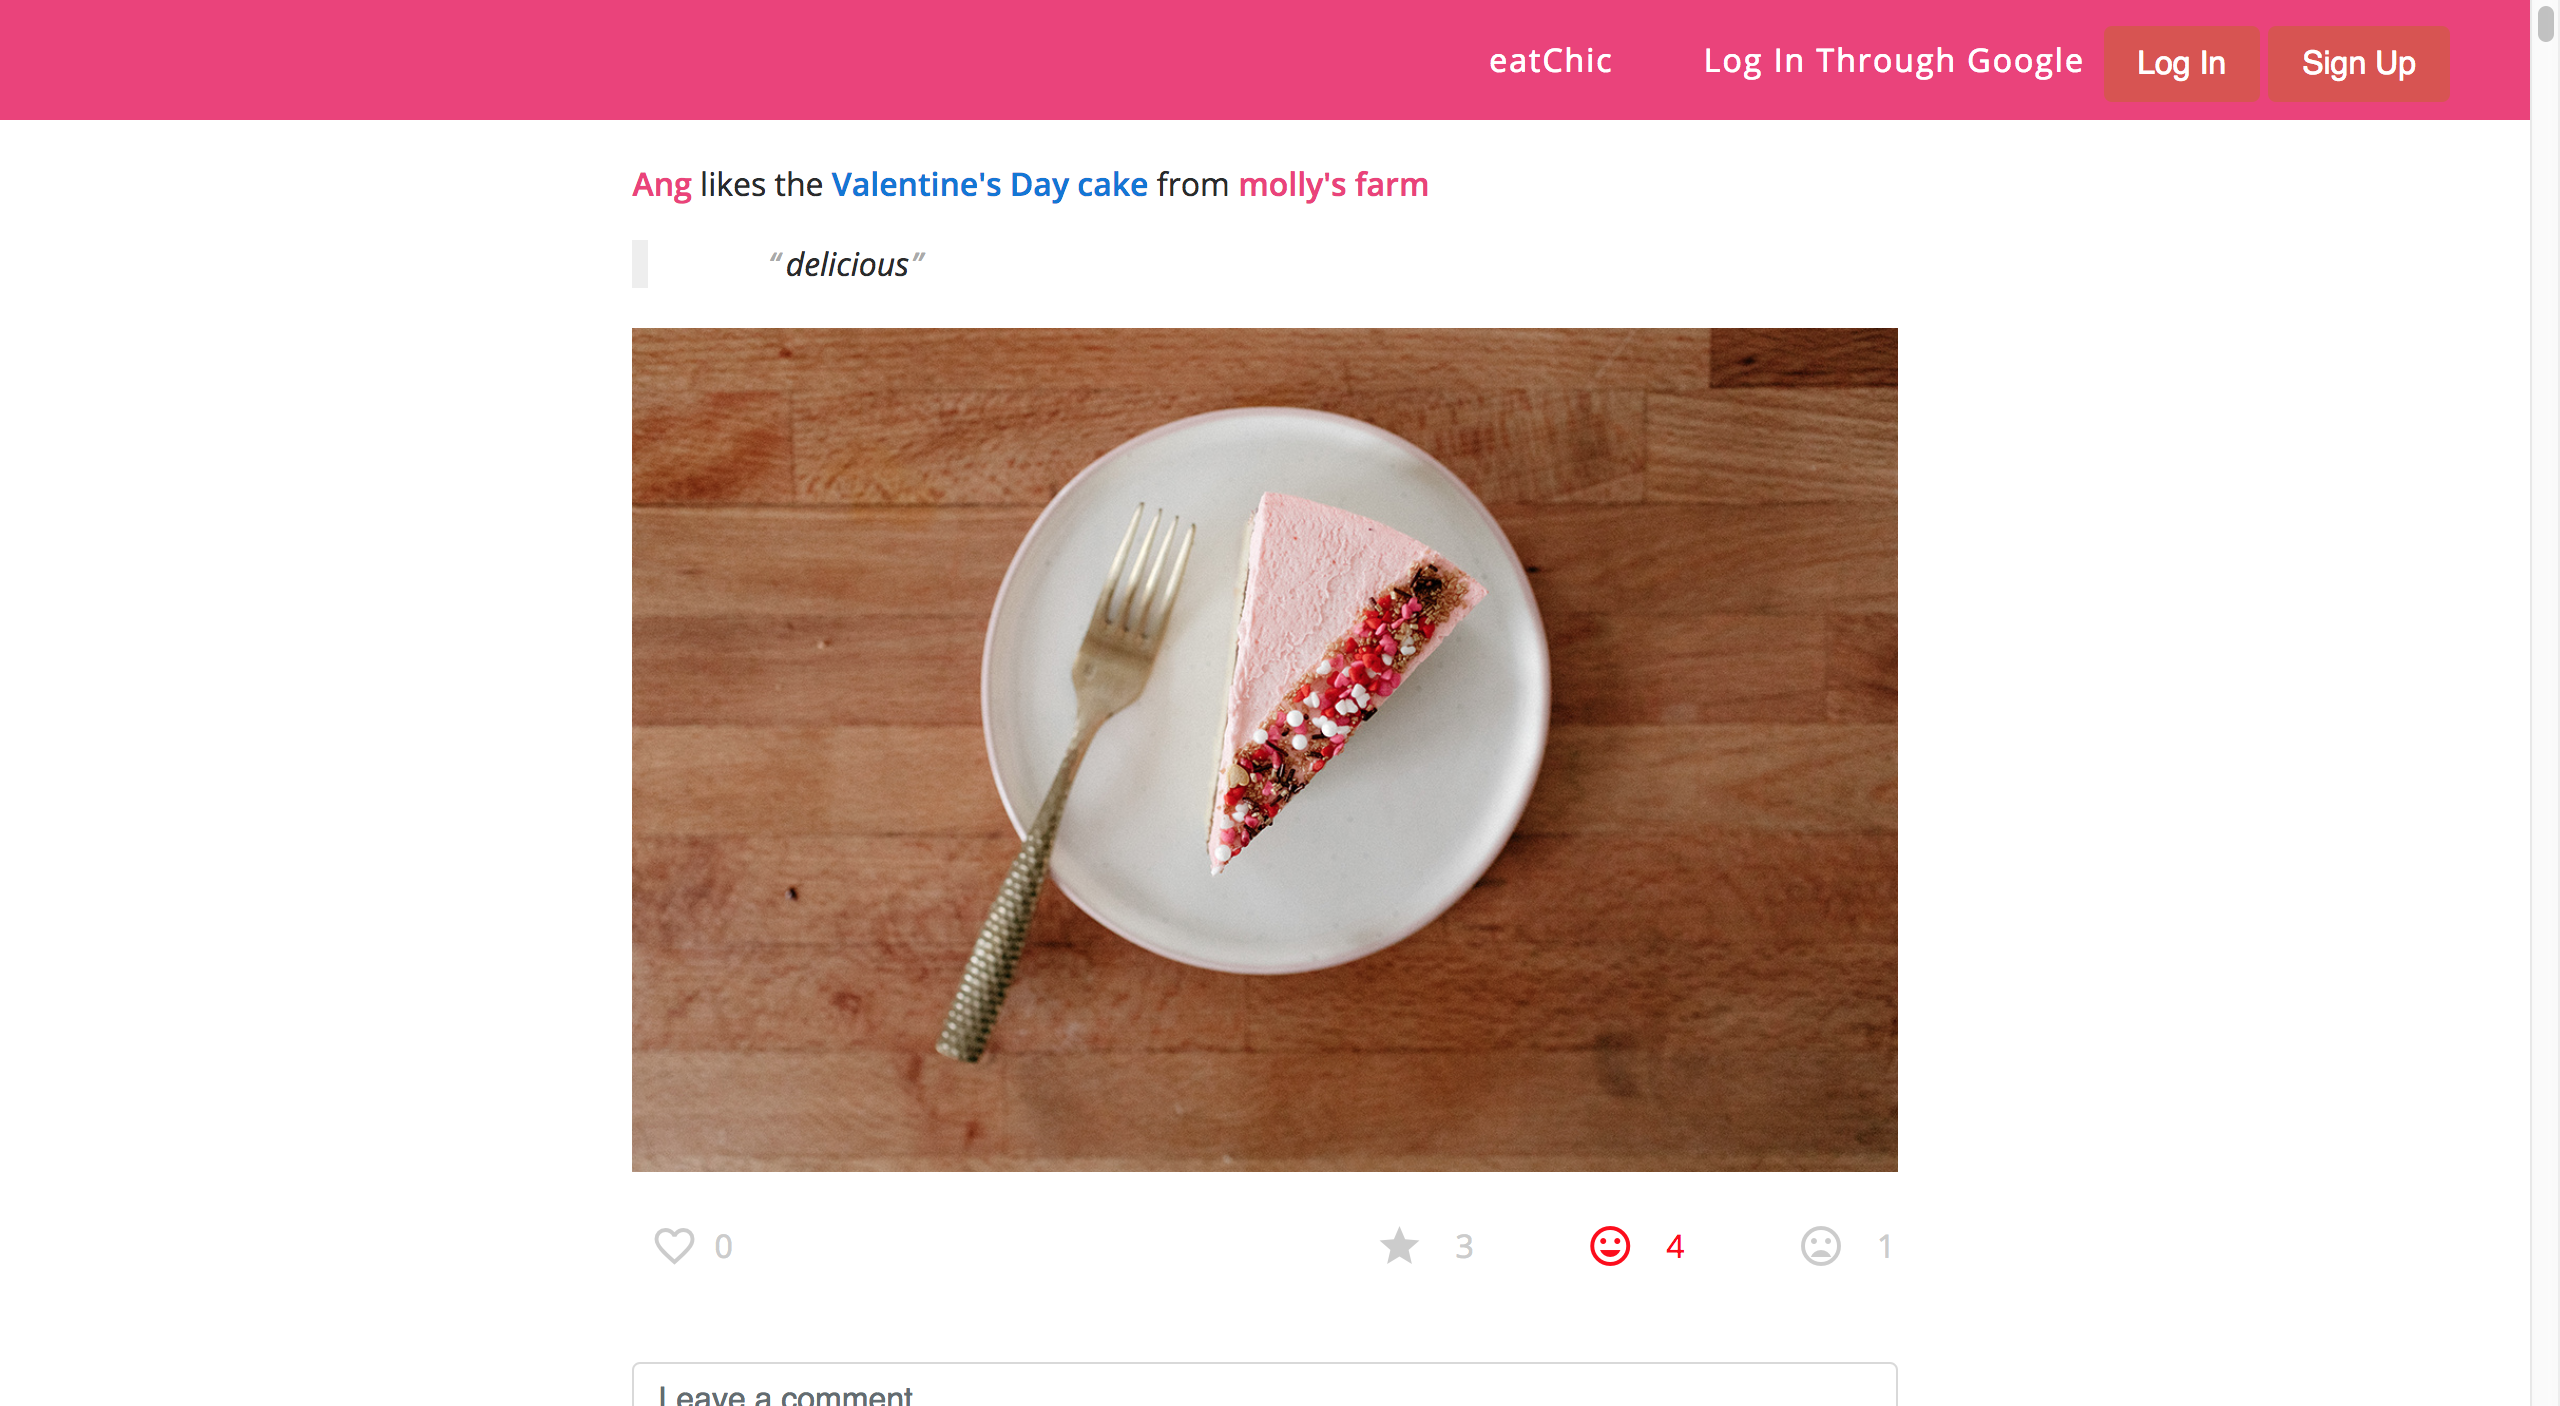 eatChic Log In Through Google Log In Sign Up
Ang likes the Valentine's Day cake from molly's farm
“delicious”
0 3 4 1
Leave a comment